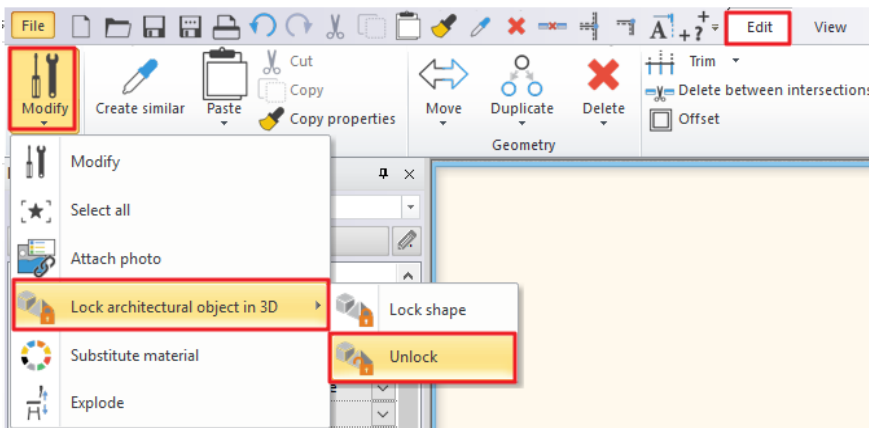 File
A
+?
+
Edit
View
Modify
Create similar
Paste
Cut
Copy
Copy properties
Move
Duplicate
Delete
Geometry
Trim
Delete between intersections
Offset
Modify
Select all
Attach photo
Lock architectural object in 3D
Substitute material
Explode
Lock shape
Unlock